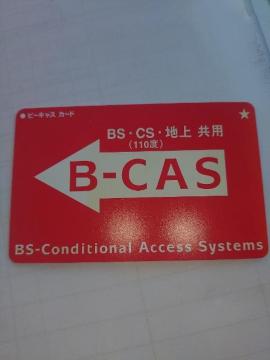 ビーキャス カード
BS・CS・地上 共用
(110度)
B-CAS
BS-Conditional Access Systems